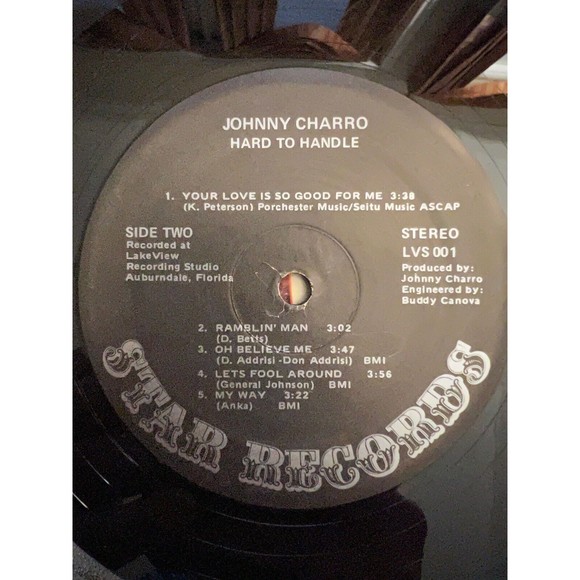 JOHNNY CHARRO
HARD TO HANDLE
1. YOUR LOVE IS SO GOOD FOR ME 3:38
(K. Peterson) Porchester Music/Seitu Music ASCAP
SIDE TWO
Recorded at
LakeView
Recording Studio
Auburndale, Florida
STEREO
LVS 001
Produced by:
Johnny Charro
Engineered by:
Buddy Canova
2. RAMBLIN' MAN 3:02
(D. Betts)
3. OH BELIEVE ME 3:47
(D. Addrisi -Don Addrisi) BMI
4. LETS FOOL AROUND 3:56
(General Johnson) BMI
5. MY WAY 3:22
(Anka) BMI
STAR RECORDS